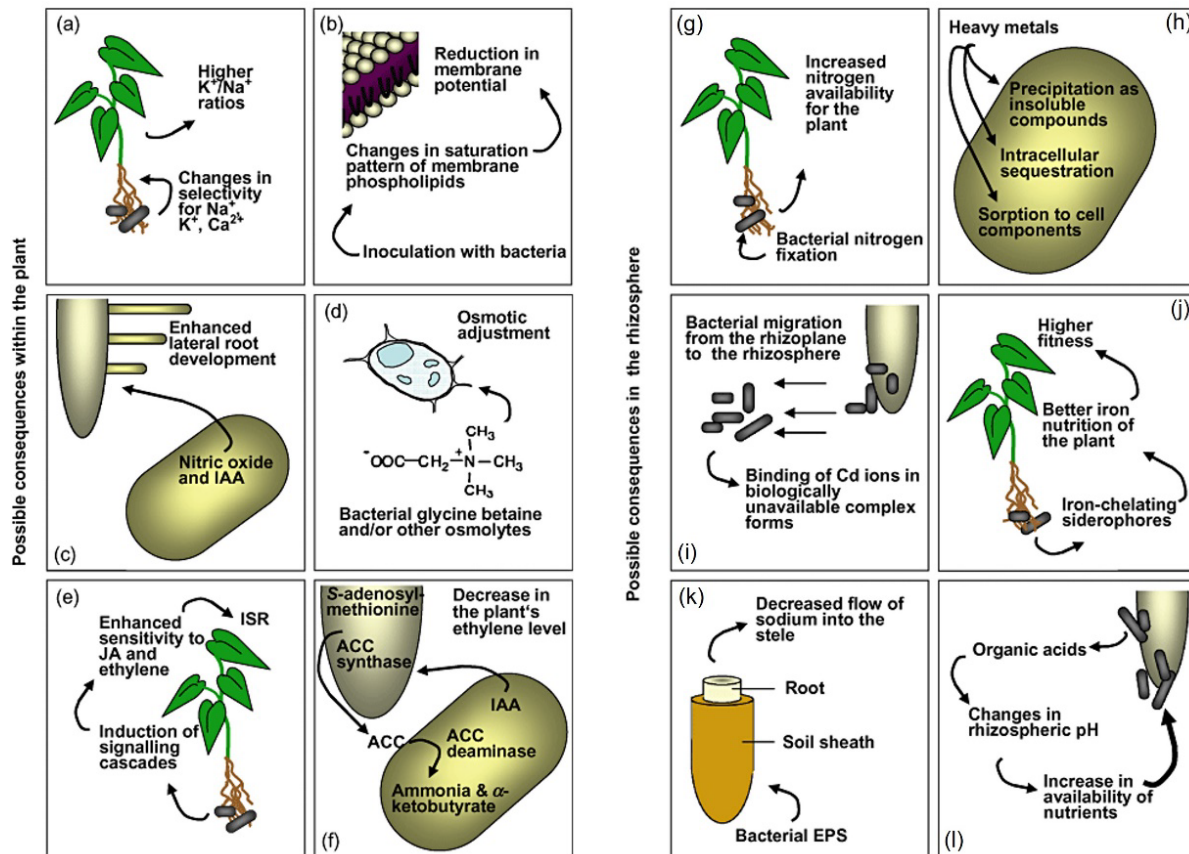 Possible consequences within the plant
(a)
Higher
K⁺/Na⁺
ratios
Changes in
selectivity
for Na⁺,
K⁺, Ca²⁺
(b)
Reduction in
membrane
potential
Changes in saturation
pattern of membrane
phospholipids
Inoculation with bacteria
(c)
Enhanced
lateral root
development
Nitric oxide
and IAA
(d)
Osmotic
adjustment
CH₃
⁻OOC-CH₂-N⁺-CH₃
CH₃
Bacterial glycine betaine
and/or other osmolytes
(e)
Enhanced
sensitivity to
JA and
ethylene
ISR
Induction of
signalling
cascades
(f)
S-adenosyl-
methionine
Decrease in
the plant's
ethylene level
ACC
synthase
IAA
ACC
ACC
deaminase
Ammonia & α-
ketobutyrate
Possible consequences in the rhizosphere
(g)
Increased
nitrogen
availability
for the
plant
Bacterial nitrogen
fixation
(h)
Heavy metals
Precipitation as
insoluble
compounds
Intracellular
sequestration
Sorption to cell
components
(i)
Bacterial migration
from the rhizoplane
to the rhizosphere
Binding of Cd ions in
biologically
unavailable complex
forms
(j)
Higher
fitness
Better iron
nutrition of
the plant
Iron-chelating
siderophores
(k)
Decreased flow of
sodium into the
stele
Root
Soil sheath
Bacterial EPS
(l)
Organic acids
Changes in
rhizospheric pH
Increase in
availability of
nutrients